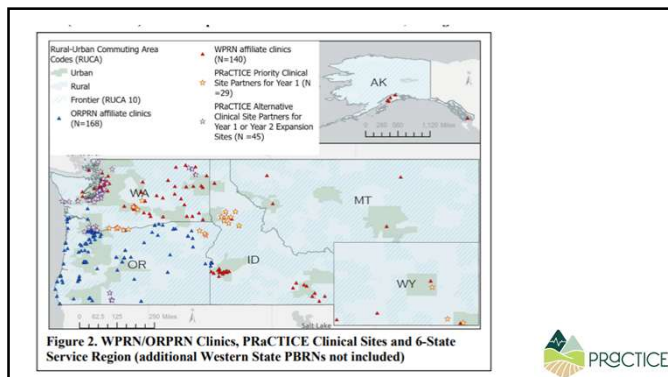 Rural-Urban Commuting Area
Codes (RUCA)
Urban
Rural
Frontier (RUCA 10)
ORPRN affiliate clinics
(N=168)
WPRN affiliate clinics
(N=140)
PRaCTICE Priority Clinical
Site Partners for Year 1 (N
=29)
PRaCTICE Alternative
Clinical Site Partners for
Year 1 or Year 2 Expansion
Sites (N =45)
AK
WA
MT
OR
ID
WY
Salt Lake
Figure 2. WPRN/ORPRN Clinics, PRaCTICE Clinical Sites and 6-State
Service Region (additional Western State PBRNs not included)
PRaCTICE